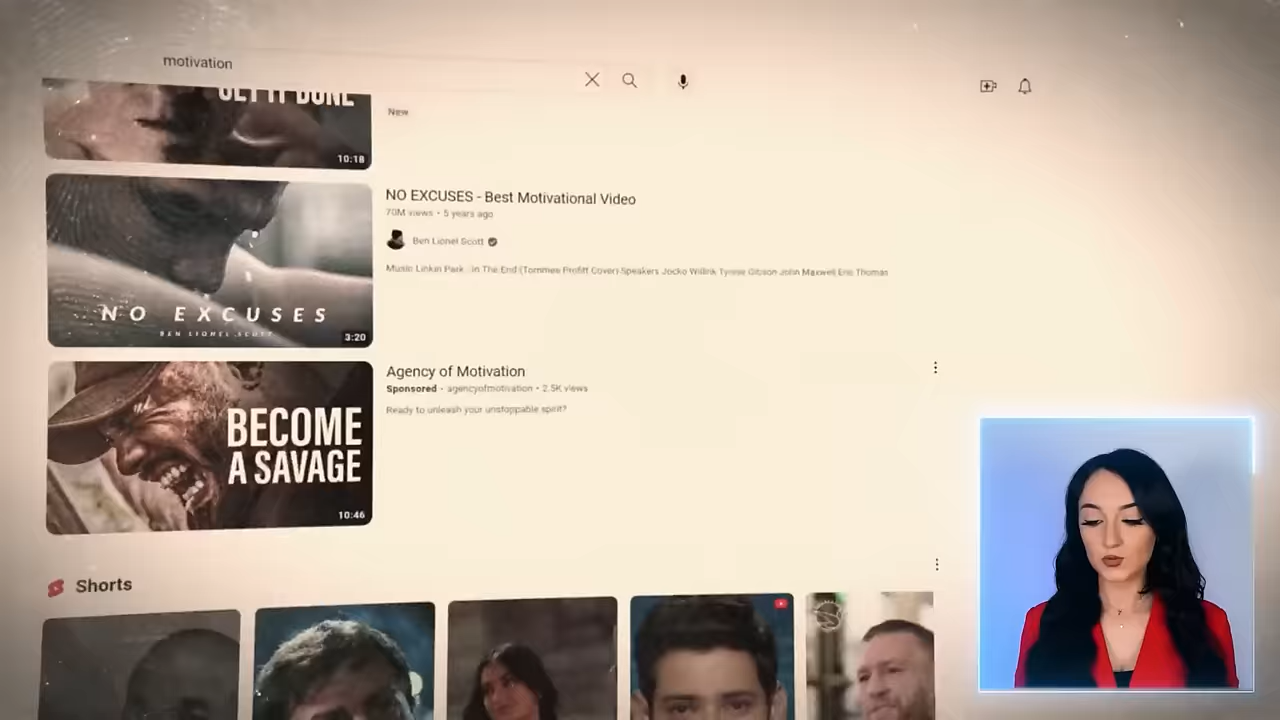 motivation
GET IT DONE
10:18
New
NO EXCUSES - Best Motivational Video
70M views • 5 years ago
Ben Lionel Scott
Music Linkin Park In The End (Tommee Profitt Cover) Speakers Jocko Willink Tyrese Gibson John Maxwell Eric Thomas
NO EXCUSES
BEN LIONEL SCOTT
3:20
Agency of Motivation
Sponsored • agencyofmotivation • 2.5K views
Ready to unleash your unstoppable spirit?
BECOME
A SAVAGE
10:46
Shorts